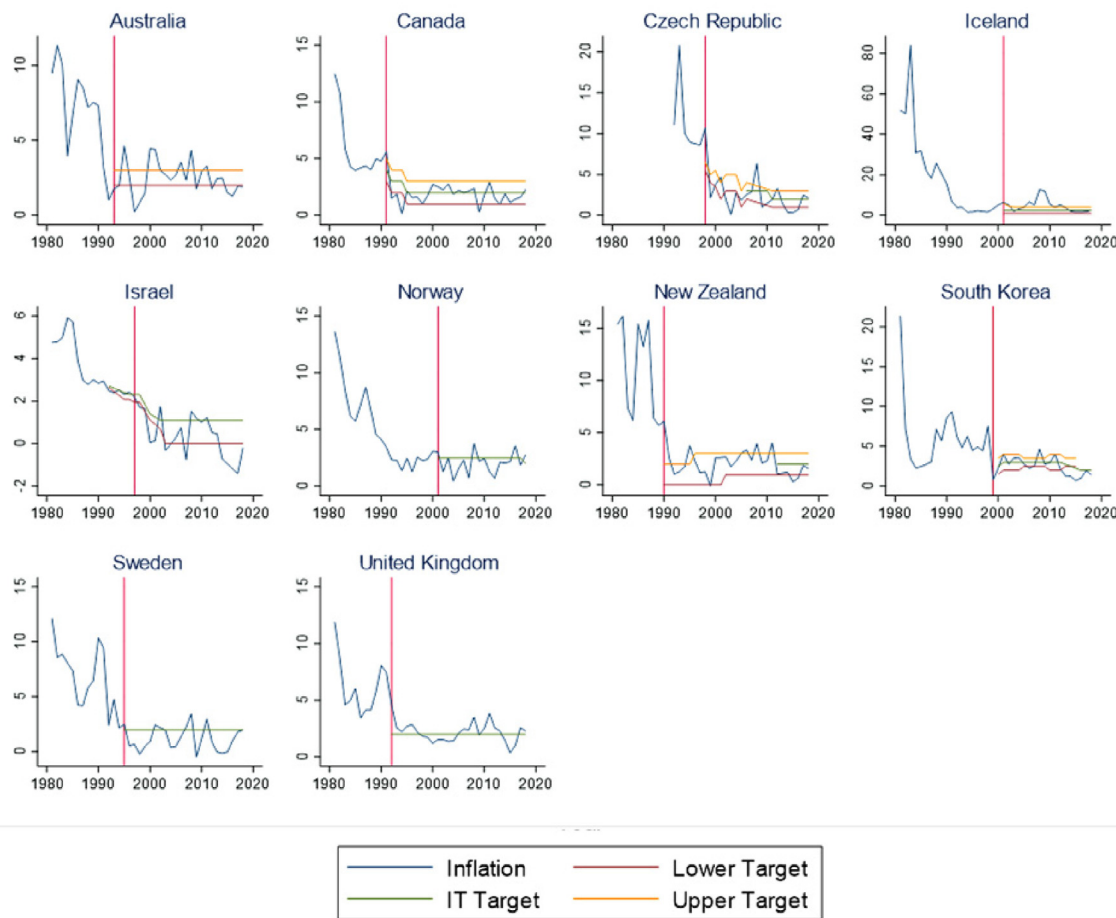 Australia Canada Czech Republic Iceland
10 5 0
15 10 5 0
20 15 10 5 0
80 60 40 20 0
1980 1990 2000 2010 2020 1980 1990 2000 2010 2020 1980 1990 2000 2010 2020 1980 1990 2000 2010 2020
Israel Norway New Zealand South Korea
6 4 2 0 -2
15 10 5 0
15 10 5 0
20 15 10 5 0
1980 1990 2000 2010 2020 1980 1990 2000 2010 2020 1980 1990 2000 2010 2020 1980 1990 2000 2010 2020
Sweden United Kingdom
15 10 5 0
15 10 5 0
1980 1990 2000 2010 2020 1980 1990 2000 2010 2020
Inflation Lower Target
IT Target Upper Target